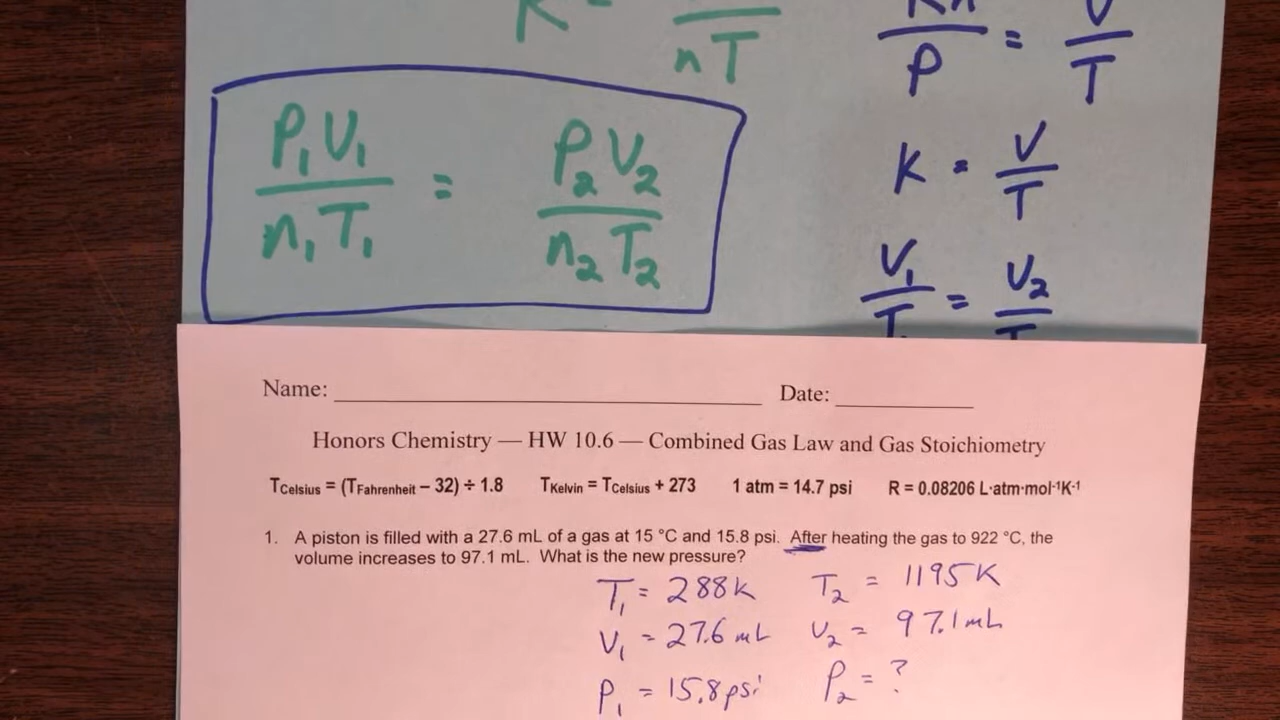 K =
nT
P₁V₁ = P₂V₂
n₁T₁ n₂T₂
= V
P T
K = V
T
V₁ = V₂
T T
Name: Date:
Honors Chemistry — HW 10.6 — Combined Gas Law and Gas Stoichiometry
TCelsius = (TFahrenheit – 32) ÷ 1.8 TKelvin = TCelsius + 273 1 atm = 14.7 psi R = 0.08206 L·atm·mol⁻¹K⁻¹
1. A piston is filled with a 27.6 mL of a gas at 15 °C and 15.8 psi. After heating the gas to 922 °C, the
volume increases to 97.1 mL. What is the new pressure?
T₁ = 288K T₂ = 1195K
V₁ = 27.6 mL V₂ = 97.1 mL
P₁ = 15.8 psi P₂ = ?